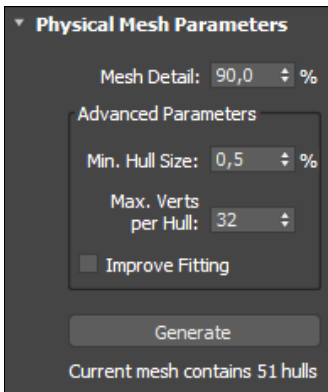 Physical Mesh Parameters
Mesh Detail: 90,0 %
Advanced Parameters
Min. Hull Size: 0,5 %
Max. Verts
per Hull: 32
Improve Fitting
Generate
Current mesh contains 51 hulls